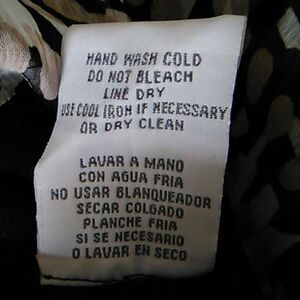 HAND WASH COLD
DO NOT BLEACH
LINE DRY
USE COOL IRON IF NECESSARY
OR DRY CLEAN
LAVAR A MANO
CON AGUA FRIA
NO USAR BLANQUEADOR
SECAR COLGADO
PLANCHE FRIA
SI SE NECESARIO
O LAVAR EN SECO